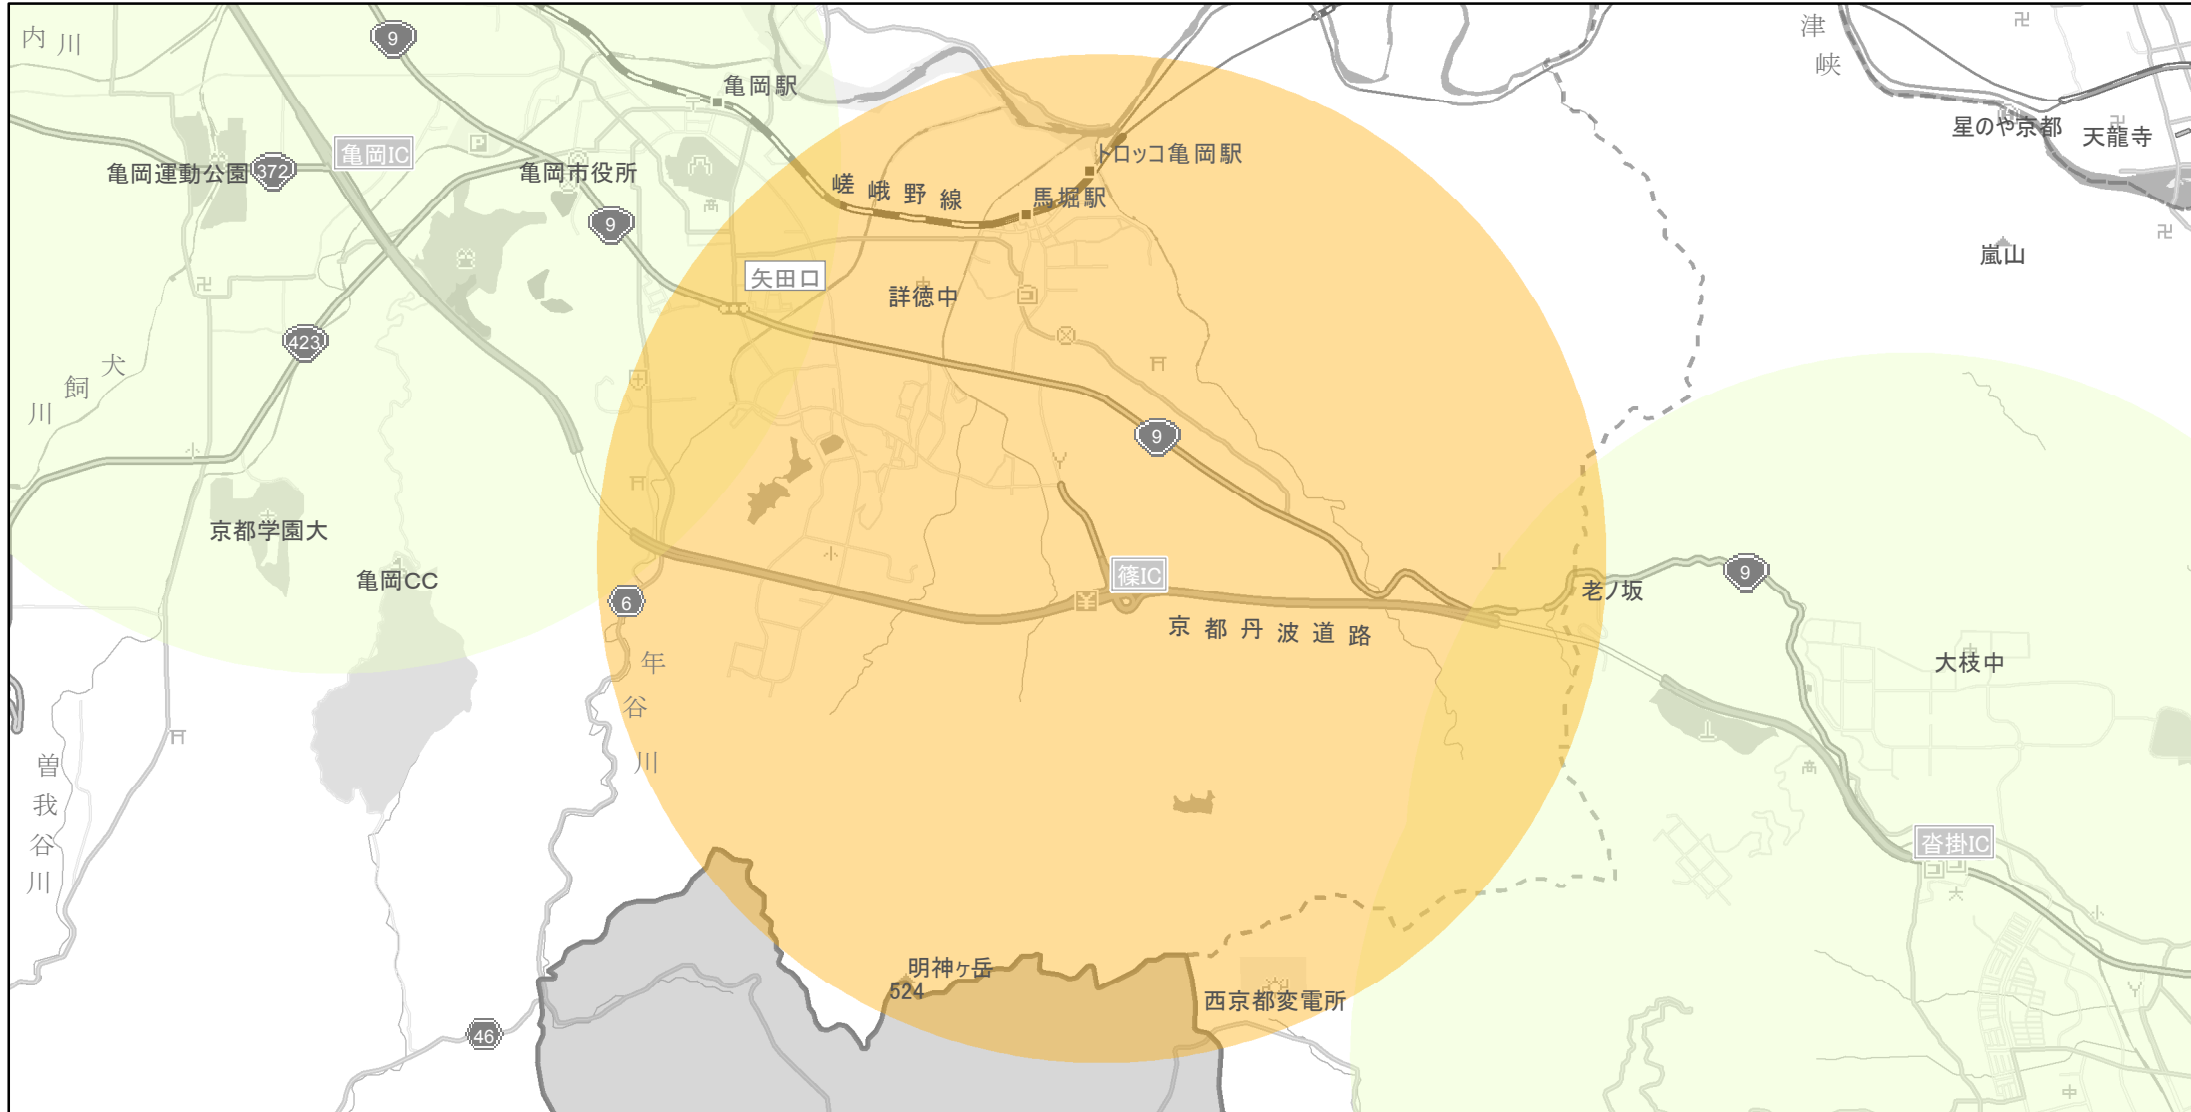 内川
9
津峡
亀岡駅
亀岡IC
トロッコ亀岡駅
星のや京都
天龍寺
亀岡運動公園
372
亀岡市役所
嵯峨野線
馬堀駅
9
矢田口
詳徳中
嵐山
423
犬飼川
9
京都学園大
亀岡CC
篠IC
9
老ノ坂
6
京都丹波道路
年谷川
大枝中
曽我谷川
沓掛IC
明神ヶ岳
524
西京都変電所
46